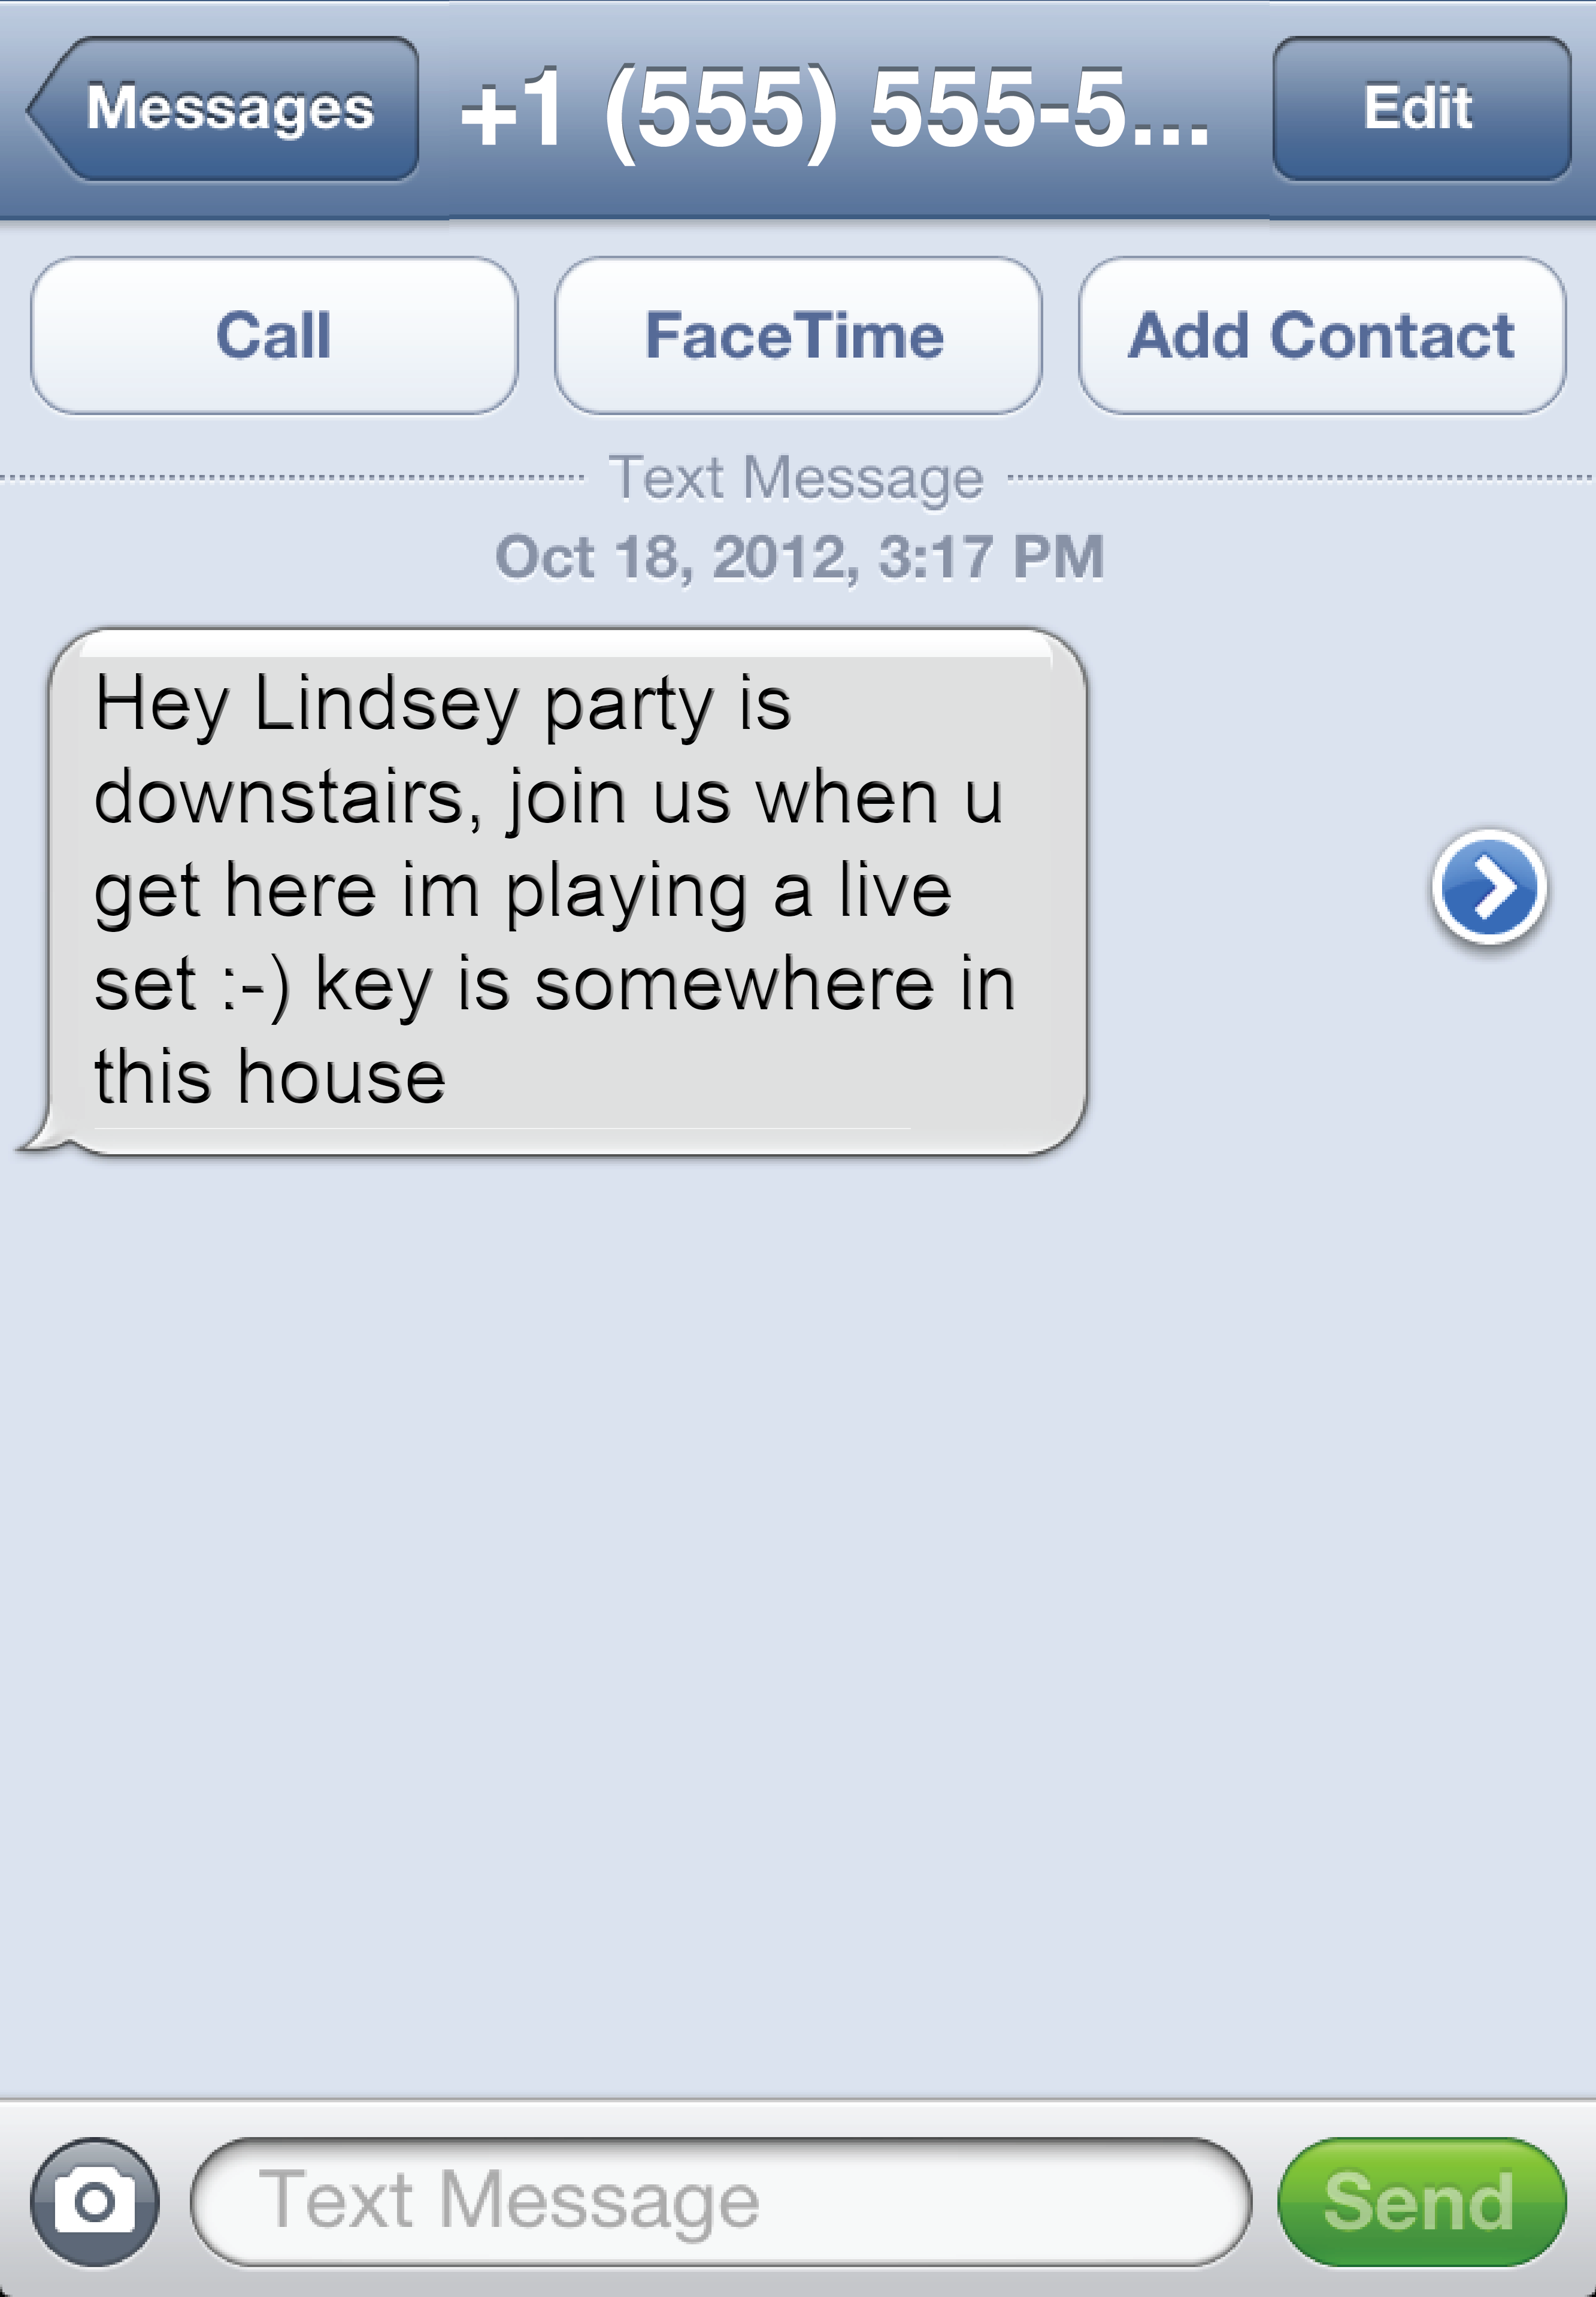 Messages
+1 (555) 555-5...
Edit
Call
FaceTime
Add Contact
Text Message
Oct 18, 2012, 3:17 PM
Hey Lindsey party is
downstairs, join us when u
get here im playing a live
set :-) key is somewhere in
this house
Text Message
Send